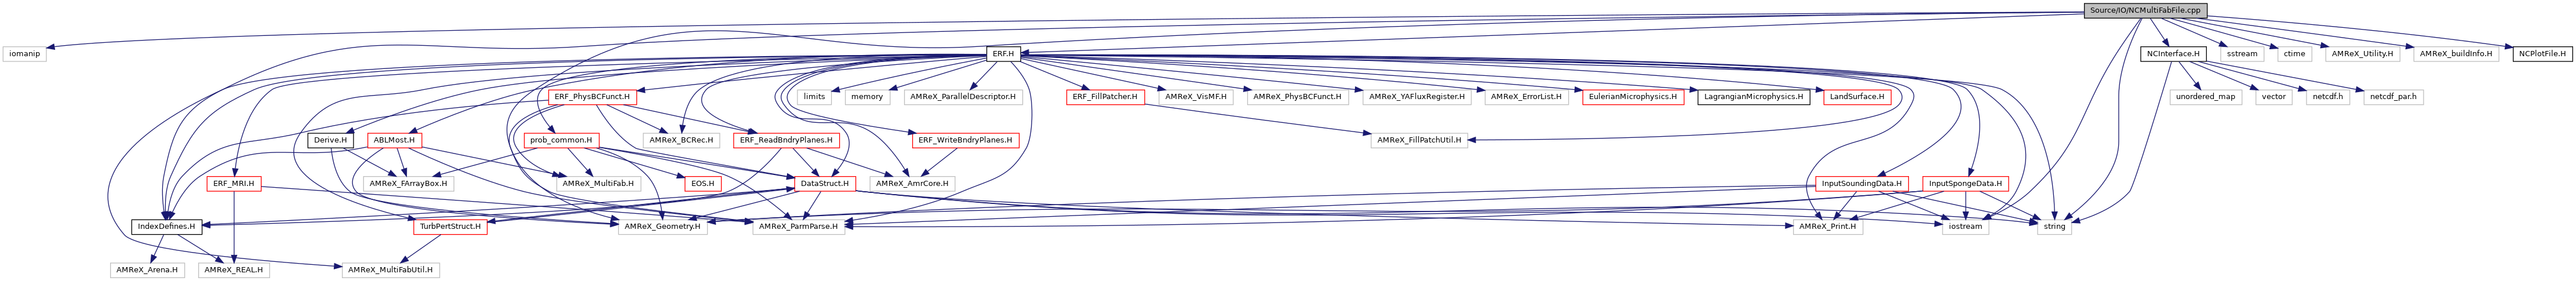 Source/IO/NCMultiFabFile.cpp
iomanip
ERF.H
NCInterface.H
sstream
ctime
AMReX_Utility.H
AMReX_buildInfo.H
NCPlotFile.H
ERF_PhysBCFunct.H
limits
memory
AMReX_ParallelDescriptor.H
ERF_FillPatcher.H
AMReX_VisMF.H
AMReX_PhysBCFunct.H
AMReX_YAFluxRegister.H
AMReX_ErrorList.H
EulerianMicrophysics.H
LagrangianMicrophysics.H
LandSurface.H
unordered_map
vector
netcdf.h
netcdf_par.h
Derive.H
ABLMost.H
prob_common.H
AMReX_BCRec.H
ERF_ReadBndryPlanes.H
ERF_WriteBndryPlanes.H
AMReX_FillPatchUtil.H
ERF_MRI.H
AMReX_FArrayBox.H
AMReX_MultiFab.H
EOS.H
DataStruct.H
AMReX_AmrCore.H
InputSoundingData.H
InputSpongeData.H
IndexDefines.H
TurbPertStruct.H
AMReX_Geometry.H
AMReX_ParmParse.H
AMReX_Print.H
iostream
string
AMReX_Arena.H
AMReX_REAL.H
AMReX_MultiFabUtil.H